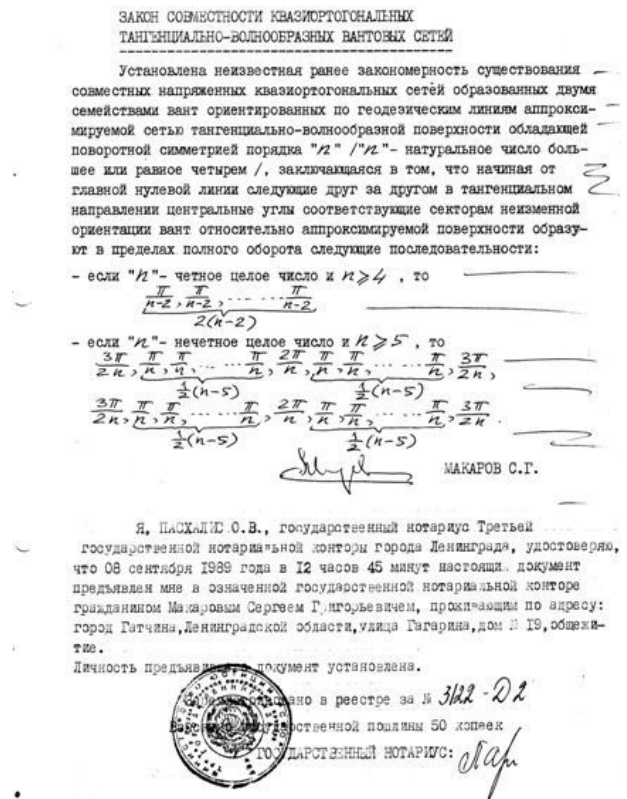 ЗАКОН СОВМЕСТНОСТИ КВАЗИОРТОГОНАЛЬНЫХ
ТАНГЕНЦИАЛЬНО-ВОЛНООБРАЗНЫХ ВАНТОВЫХ СЕТЕЙ
Установлена неизвестная ранее закономерность существования
совместных напряженных квазиортогональных сетей образованных двумя
семействами вант ориентированных по геодезическим линиям аппрокси-
мируемой сетью тангенциально-волнообразной поверхности обладающей
поворотной симметрией порядка "n" /"n"- натуральное число боль-
шее или равное четырем /, заключающаяся в том, что начиная от
главной нулевой линии следующие друг за другом в тангенциальном
направлении центральные углы соответствующие секторам неизменной
ориентации вант относительно аппроксимируемой поверхности образу-
ют в пределах полного оборота следующие последовательности:
- если "n"- четное целое число и n⩾4 , то
π/(n-2), π/(n-2), ..... π/(n-2)
2(n-2)
- если "n"- нечетное целое число и n⩾5 , то
3π/2n, π/n, π/n, ..... π/n, 2π/n, π/n, π/n, ..... π/n, 3π/2n,
½(n-5) ½(n-5)
3π/2n, π/n, π/n, ..... π/n, 2π/n, π/n, π/n, ..... π/n, 3π/2n.
½(n-5) ½(n-5)
МАКАРОВ С.Г.
Я, ПАСХАЛИС О.В., государственный нотариус Третьей
государственной нотариальной конторы города Ленинграда, удостоверяю,
что 08 сентября 1989 года в 12 часов 45 минут настоящий документ
предъявлен мне в означенной государственной нотариальной конторе
гражданином Макаровым Сергеем Григорьевичем, проживающим по адресу:
город Гатчина,Ленинградской области,улица Гагарина,дом № 19,общежи-
тие.
Личность предъявившего документ установлена.
Зарегистрировано в реестре за № 3122-Д2
Взыскано государственной пошлины 50 копеек
ГОСУДАРСТВЕННЫЙ НОТАРИУС: